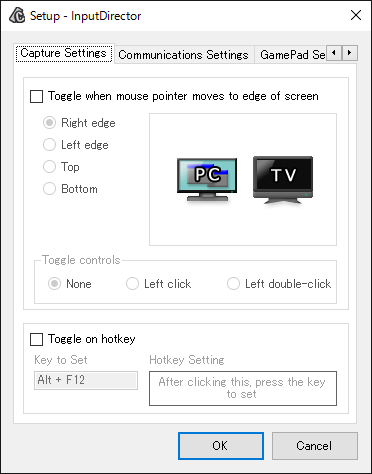 Setup - InputDirector
Capture Settings
Communications Settings
GamePad Se
Toggle when mouse pointer moves to edge of screen
Right edge
Left edge
Top
Bottom
PC
TV
Toggle controls
None
Left click
Left double-click
Toggle on hotkey
Key to Set
Hotkey Setting
Alt + F12
After clicking this, press the key
to set
OK
Cancel